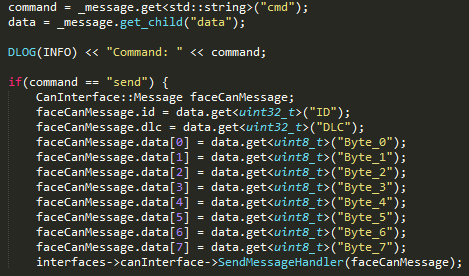 command = _message.get<std::string>("cmd");
data = _message.get_child("data");
DLOG(INFO) << "Command: " << command;
if(command == "send") {
CanInterface::Message faceCanMessage;
faceCanMessage.id = data.get<uint32_t>("ID");
faceCanMessage.dlc = data.get<uint32_t>("DLC");
faceCanMessage.data[0] = data.get<uint8_t>("Byte_0");
faceCanMessage.data[1] = data.get<uint8_t>("Byte_1");
faceCanMessage.data[2] = data.get<uint8_t>("Byte_2");
faceCanMessage.data[3] = data.get<uint8_t>("Byte_3");
faceCanMessage.data[4] = data.get<uint8_t>("Byte_4");
faceCanMessage.data[5] = data.get<uint8_t>("Byte_5");
faceCanMessage.data[6] = data.get<uint8_t>("Byte_6");
faceCanMessage.data[7] = data.get<uint8_t>("Byte_7");
interfaces->canInterface->SendMessageHandler(faceCanMessage);